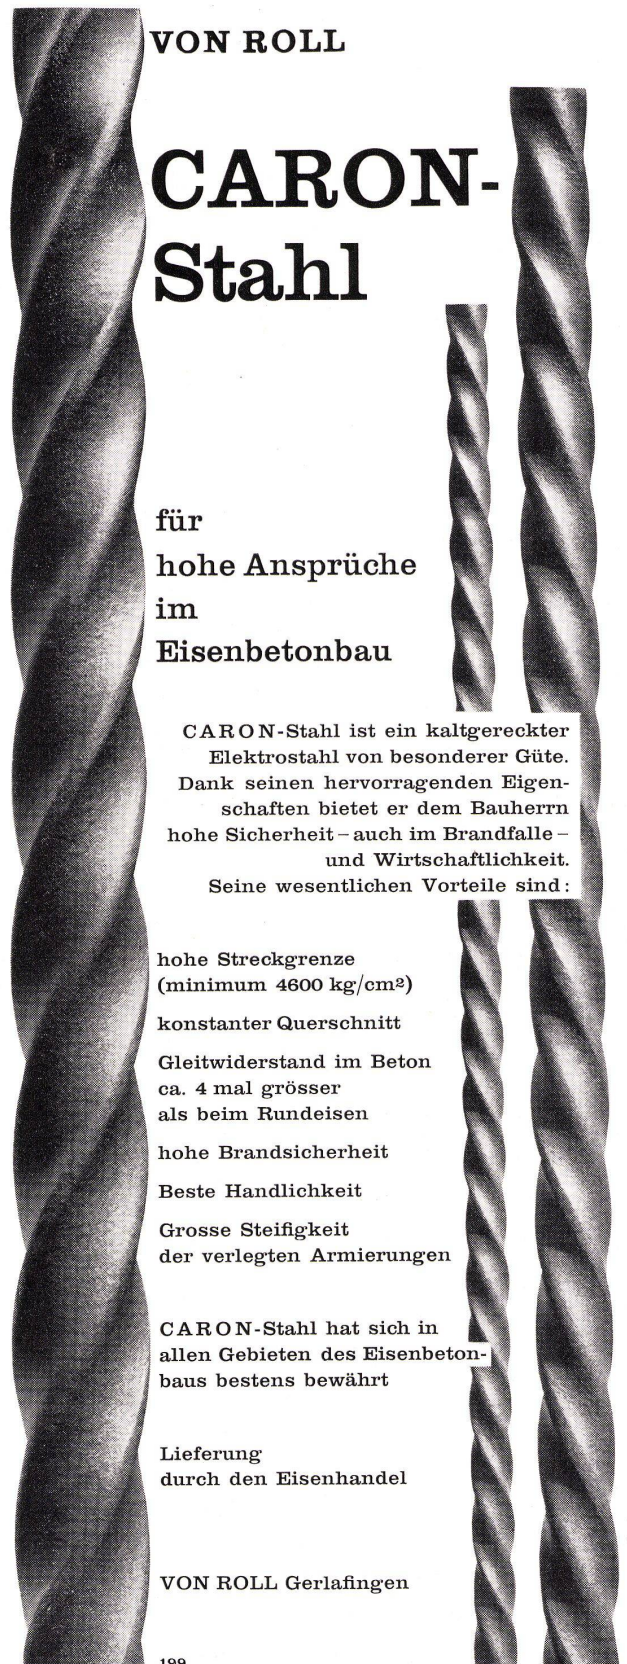 VON ROLL
CARON-
Stahl
für
hohe Ansprüche
im
Eisenbetonbau
CARON-Stahl ist ein kaltgereckter
Elektrostahl von besonderer Güte.
Dank seinen hervorragenden Eigen-
schaften bietet er dem Bauherrn
hohe Sicherheit – auch im Brandfalle –
und Wirtschaftlichkeit.
Seine wesentlichen Vorteile sind:
hohe Streckgrenze
(minimum 4600 kg/cm²)
konstanter Querschnitt
Gleitwiderstand im Beton
ca. 4 mal grösser
als beim Rundeisen
hohe Brandsicherheit
Beste Handlichkeit
Grosse Steifigkeit
der verlegten Armierungen
CARON-Stahl hat sich in
allen Gebieten des Eisenbeton-
baus bestens bewährt
Lieferung
durch den Eisenhandel
VON ROLL Gerlafingen